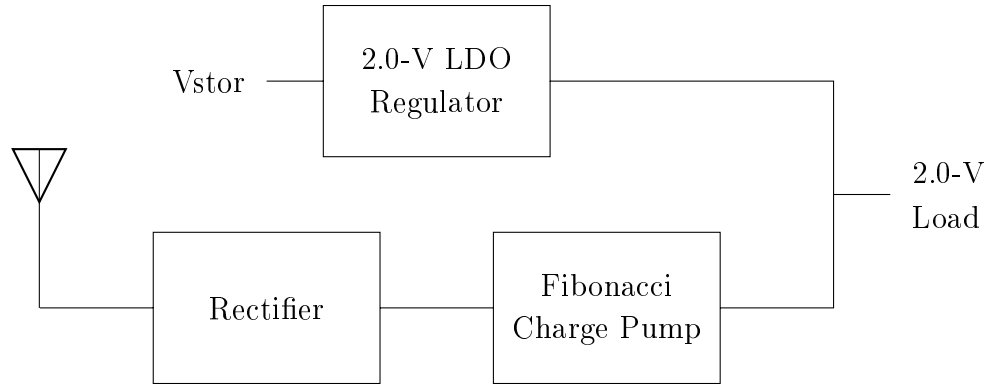 2.0-V LDO
Regulator
Vstor
2.0-V
Load
Rectifier
Fibonacci
Charge Pump